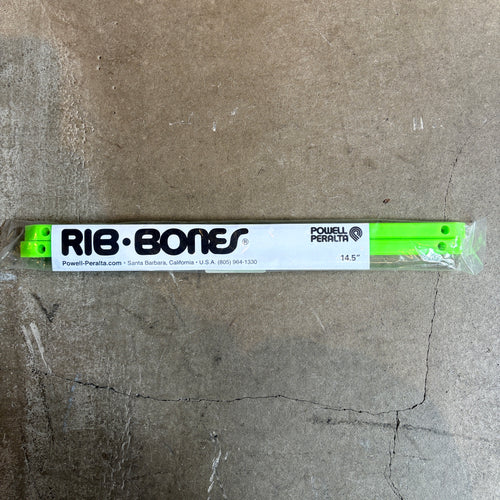 RIB•BONES®
POWELL
PERALTA
Powell-Peralta.com • Santa Barbara, California • U.S.A. (805) 964-1330
14.5"